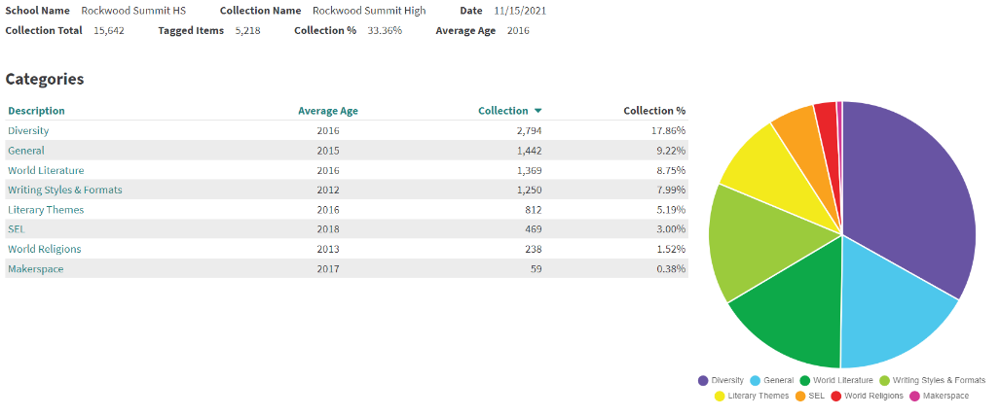 School Name Rockwood Summit HS Collection Name Rockwood Summit High Date 11/15/2021
Collection Total 15,642 Tagged Items 5,218 Collection % 33.36% Average Age 2016
Categories
Description Average Age Collection Collection %
Diversity 2016 2,794 17.86%
General 2015 1,442 9.22%
World Literature 2016 1,369 8.75%
Writing Styles & Formats 2012 1,250 7.99%
Literary Themes 2016 812 5.19%
SEL 2018 469 3.00%
World Religions 2013 238 1.52%
Makerspace 2017 59 0.38%
Diversity General World Literature Writing Styles & Formats
Literary Themes SEL World Religions Makerspace